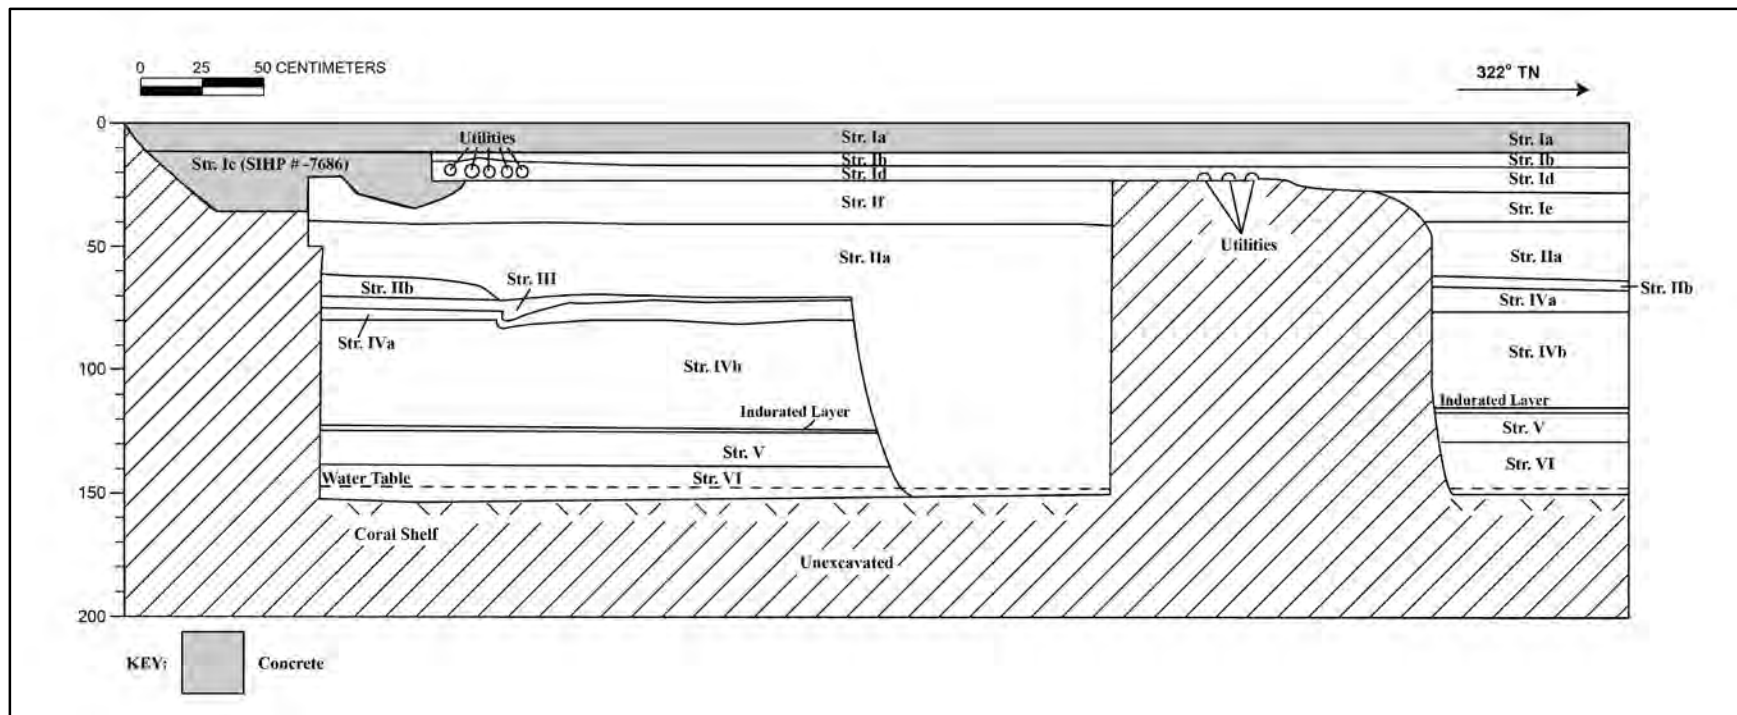 0 25 50 CENTIMETERS
322° TN
0
50
100
150
200
Utilities
Str. Ia
Str. Ia
Str. Ic (SIHP # -7686)
Str. Ib
Str. Ib
Str. Id
Str. Id
Str. If
Str. Ie
Utilities
Str. IIa
Str. IIa
Str. III
Str. IIb
Str. IIb
Str. IVa
Str. IVa
Str. IVb
Str. IVb
Indurated Layer
Indurated Layer
Str. V
Str. V
Water Table
Str. VI
Str. VI
Coral Shelf
Unexcavated
KEY: Concrete